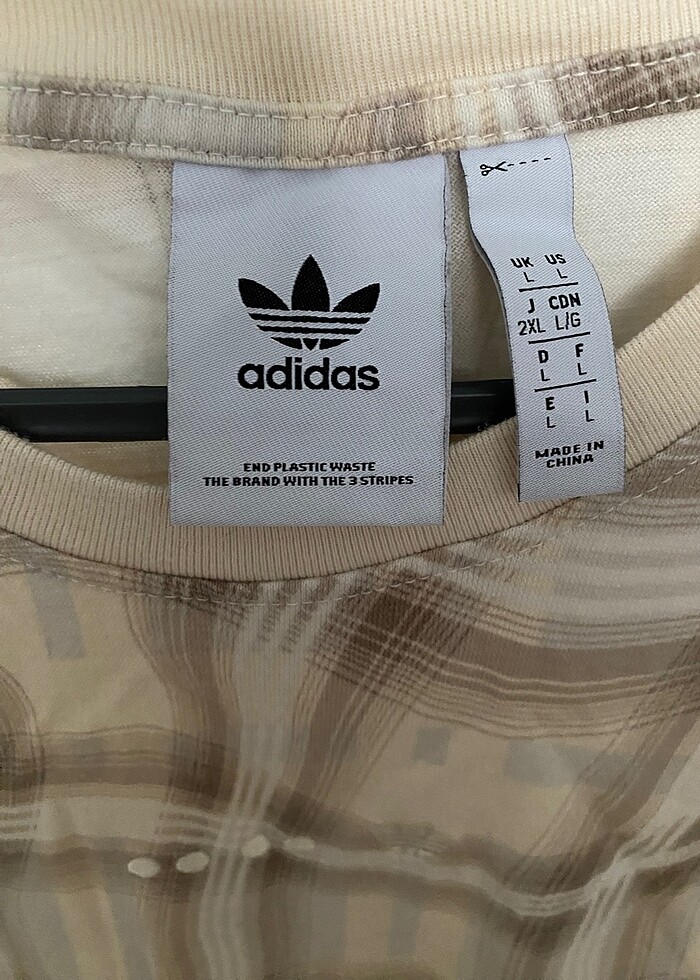 adidas
END PLASTIC WASTE
THE BRAND WITH THE 3 STRIPES
UK US
L L
J CDN
2XL L/G
D F
L L
E I
L L
MADE IN
CHINA